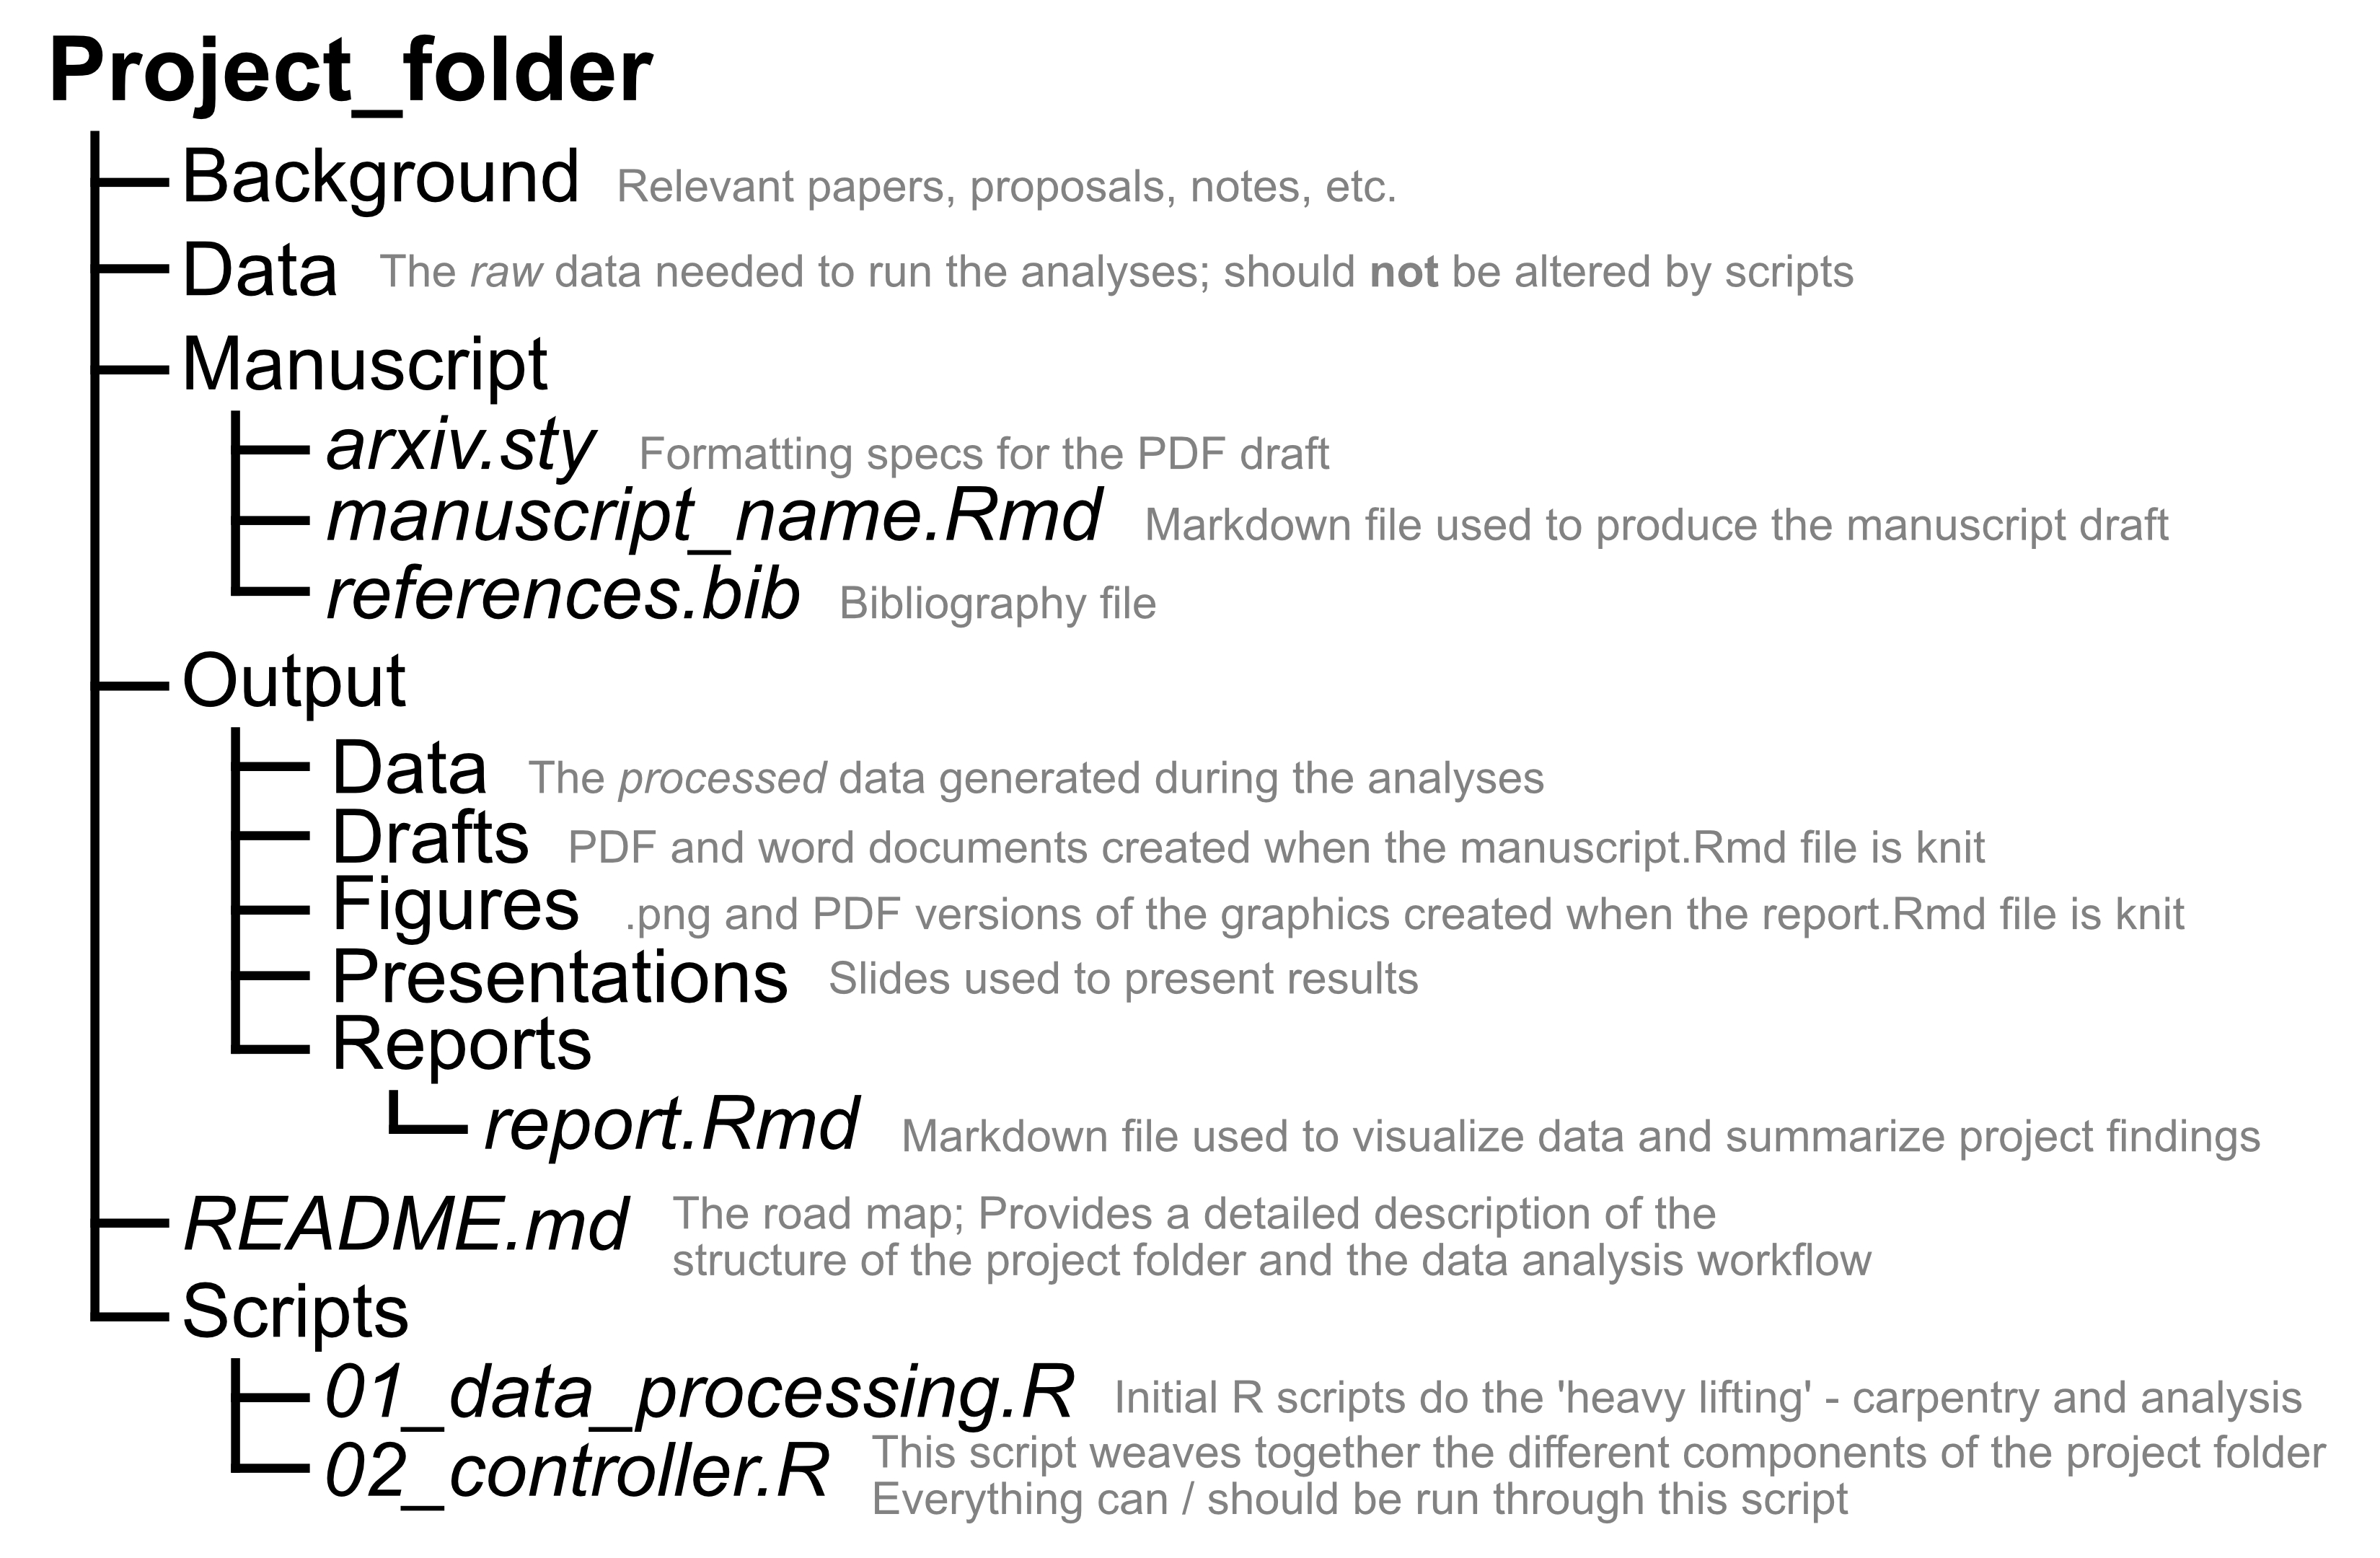 Project_folder
Background Relevant papers, proposals, notes, etc.
Data The raw data needed to run the analyses; should not be altered by scripts
Manuscript
arxiv.sty Formatting specs for the PDF draft
manuscript_name.Rmd Markdown file used to produce the manuscript draft
references.bib Bibliography file
Output
Data The processed data generated during the analyses
Drafts PDF and word documents created when the manuscript.Rmd file is knit
Figures .png and PDF versions of the graphics created when the report.Rmd file is knit
Presentations Slides used to present results
Reports
report.Rmd Markdown file used to visualize data and summarize project findings
README.md The road map; Provides a detailed description of the
structure of the project folder and the data analysis workflow
Scripts
01_data_processing.R Initial R scripts do the 'heavy lifting' - carpentry and analysis
02_controller.R This script weaves together the different components of the project folder
Everything can / should be run through this script